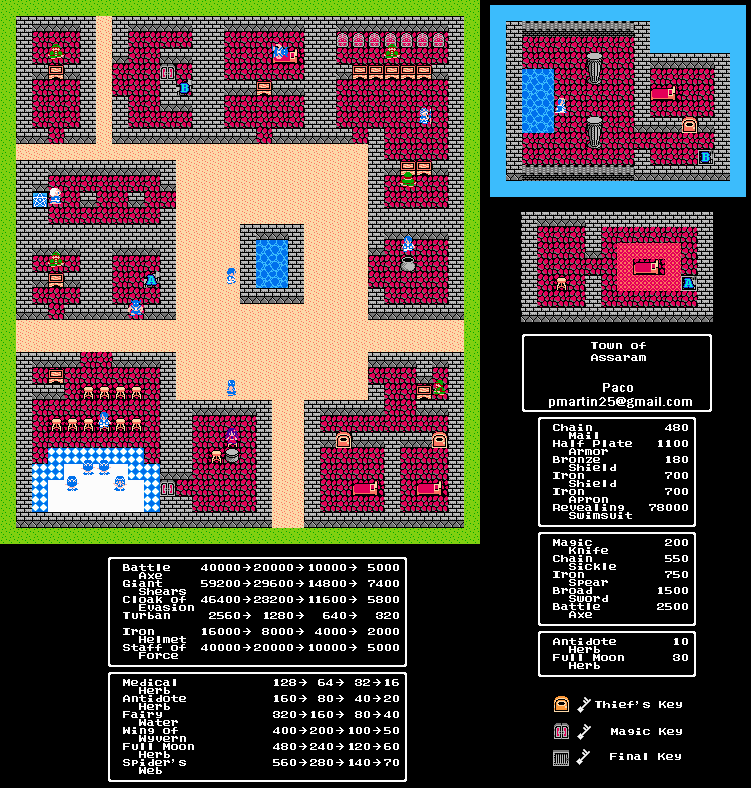 B
B
A
A
Town of
Assaram
Paco
pmartin25@gmail.com
Chain 480
Mail
Half Plate 1100
Armor
Bronze 180
Shield
Iron 700
Shield
Iron 700
Apron
Revealing 78000
Swimsuit
Magic 200
Knife
Chain 550
Sickle
Iron 750
Spear
Broad 1500
Sword
Battle 2500
Axe
Antidote 10
Herb
Full Moon 30
Herb
Thief's Key
Magic Key
Final Key
Battle 40000→20000→10000→ 5000
Axe
Giant 59200→29600→14800→ 7400
Shears
Cloak of 46400→23200→11600→ 5800
Evasion
Turban 2560→ 1280→ 640→ 320
Iron 16000→ 8000→ 4000→ 2000
Helmet
Staff of 40000→20000→10000→ 5000
Force
Medical 128→ 64→ 32→16
Herb
Antidote 160→ 80→ 40→20
Herb
Fairy 320→160→ 80→40
Water
Wing of 400→200→100→50
Wyvern
Full Moon 480→240→120→60
Herb
Spider's 560→280→140→70
Web